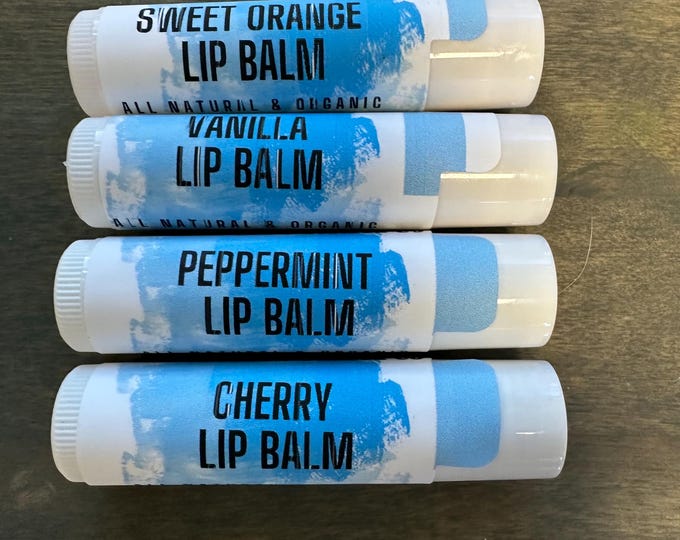 SWEET ORANGE
LIP BALM
ALL NATURAL & ORGANIC
VANILLA
LIP BALM
ALL NATURAL & ORGANIC
PEPPERMINT
LIP BALM
CHERRY
LIP BALM